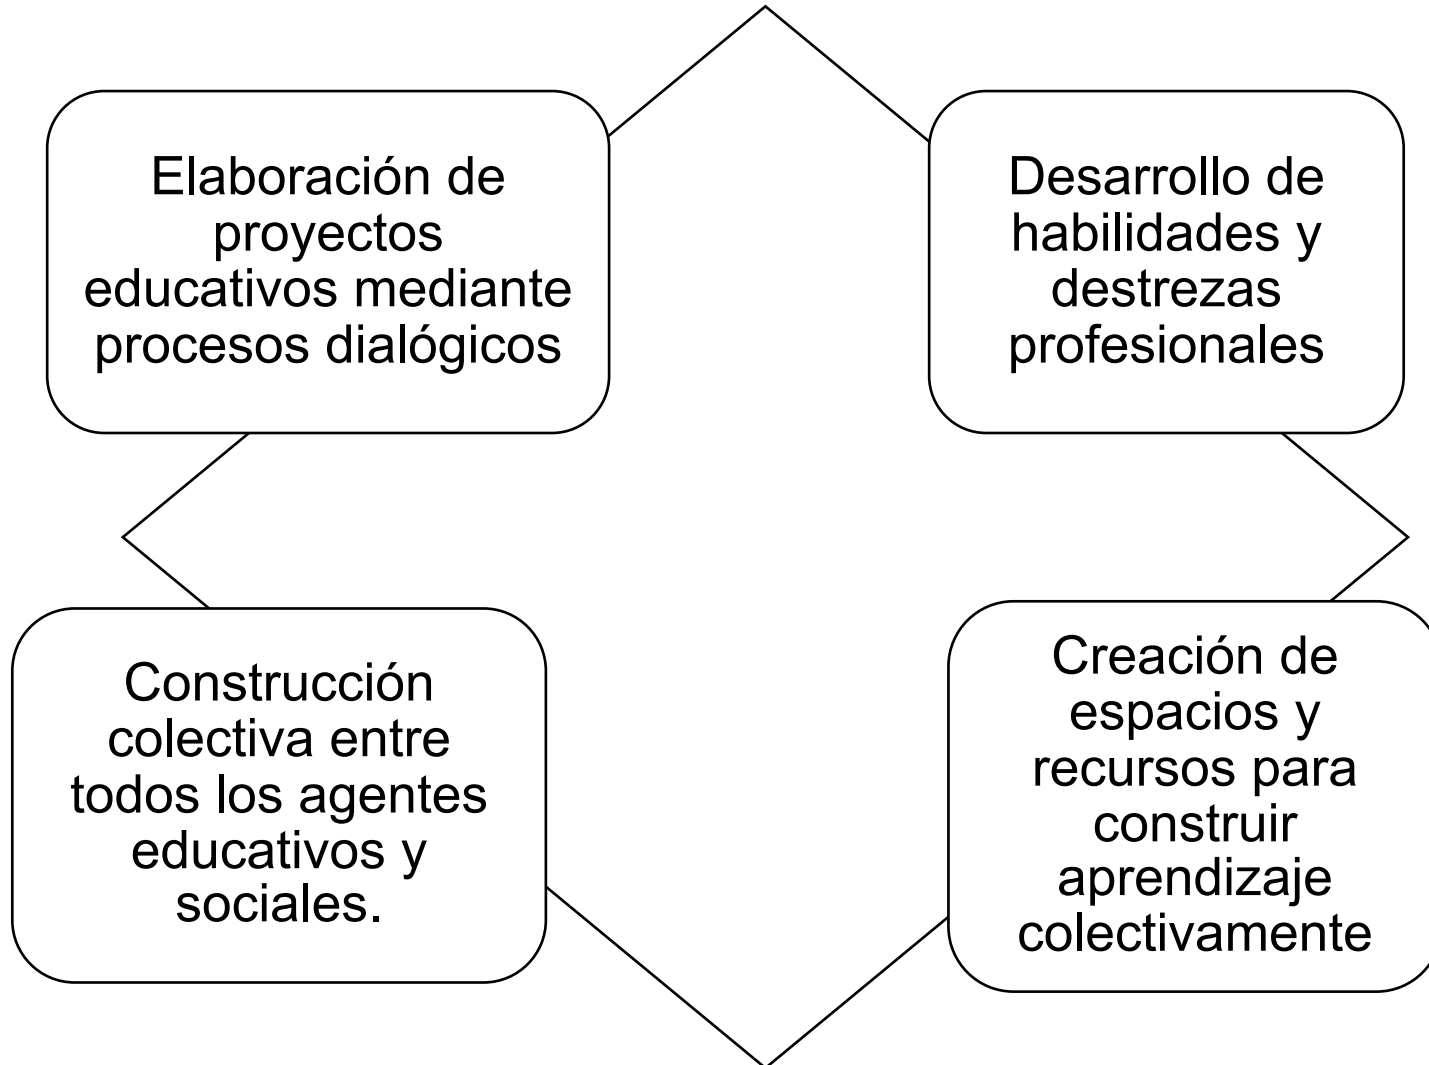 Elaboración de
proyectos
educativos mediante
procesos dialógicos
Desarrollo de
habilidades y
destrezas
profesionales
Construcción
colectiva entre
todos los agentes
educativos y
sociales.
Creación de
espacios y
recursos para
construir
aprendizaje
colectivamente